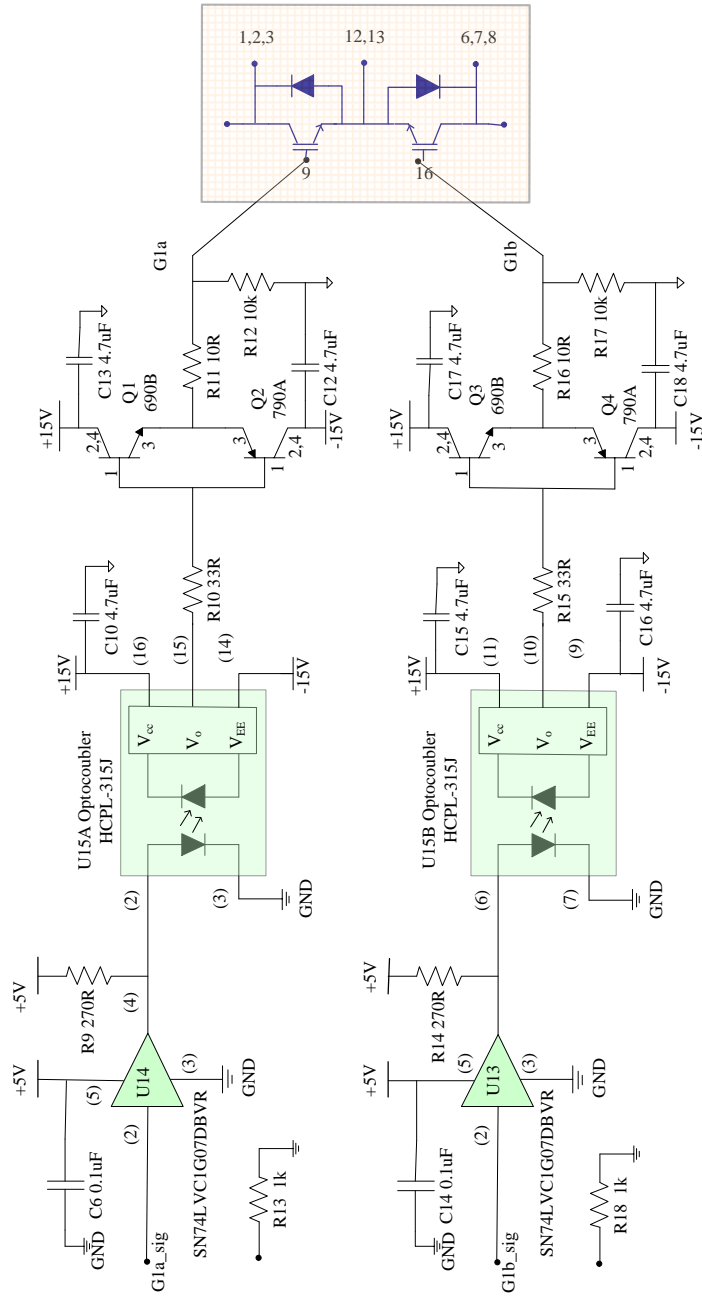 G1a_sig
GND
C6 0.1uF
+5V
(2)
(5)
U14
(3)
GND
SN74LVC1G07DBVR
R13 1k
+5V
R9 270R
(4)
(2)
(3)
GND
U15A Optocoubler
HCPL-315J
Vcc
Vo
VEE
+15V
C10 4.7uF
(16)
(15)
(14)
-15V
R10 33R
+15V
C13 4.7uF
2,4
1
3
Q1
690B
3
1
2,4
Q2
790A
-15V
C12 4.7uF
R11 10R
R12 10k
G1a
G1b_sig
GND
C14 0.1uF
+5V
(2)
(5)
U13
(3)
GND
SN74LVC1G07DBVR
R18 1k
+5V
R14 270R
(6)
(7)
GND
U15B Optocoubler
HCPL-315J
Vcc
Vo
VEE
+15V
C15 4.7uF
(11)
(10)
(9)
-15V
C16 4.7uF
R15 33R
+15V
C17 4.7uF
2,4
1
3
Q3
690B
3
1
2,4
Q4
790A
-15V
C18 4.7uF
R16 10R
R17 10k
G1b
1,2,3
12,13
6,7,8
9
16